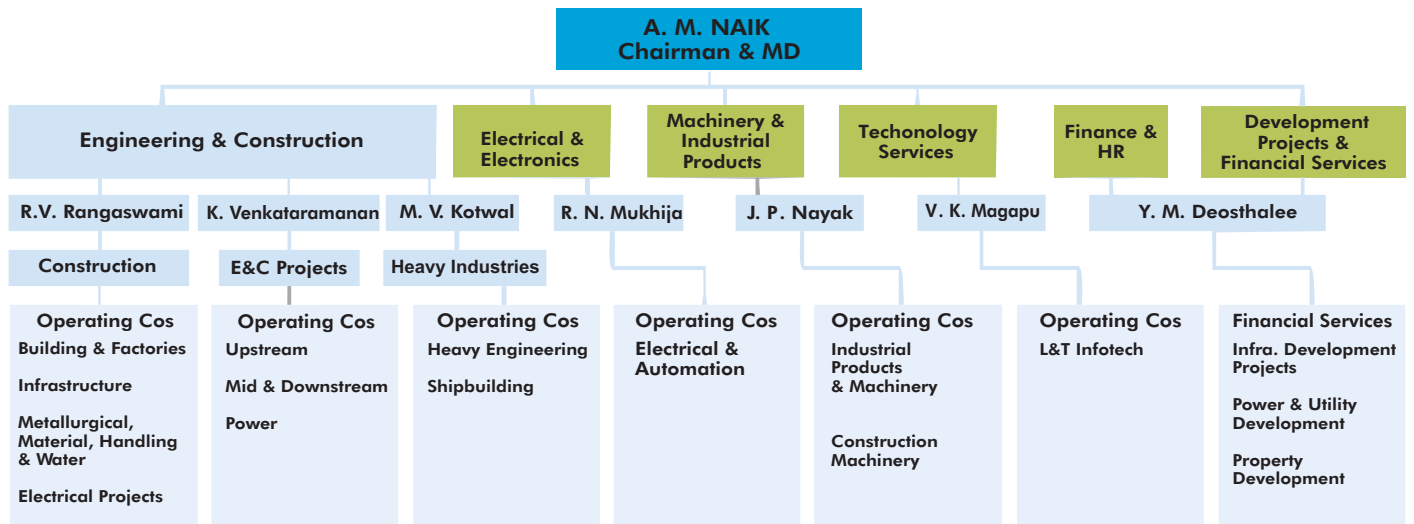 A. M. NAIK
Chairman & MD
Engineering & Construction
Electrical &
Electronics
Machinery &
Industrial
Products
Techonology
Services
Finance &
HR
Development
Projects &
Financial Services
R.V. Rangaswami
K. Venkataramanan
M. V. Kotwal
R. N. Mukhija
J. P. Nayak
V. K. Magapu
Y. M. Deosthalee
Construction
E&C Projects
Heavy Industries
Operating Cos
Building & Factories
Infrastructure
Metallurgical,
Material, Handling
& Water
Electrical Projects
Operating Cos
Upstream
Mid & Downstream
Power
Operating Cos
Heavy Engineering
Shipbuilding
Operating Cos
Electrical &
Automation
Operating Cos
Industrial
Products
& Machinery
Construction
Machinery
Operating Cos
L&T Infotech
Financial Services
Infra. Development
Projects
Power & Utility
Development
Property
Development